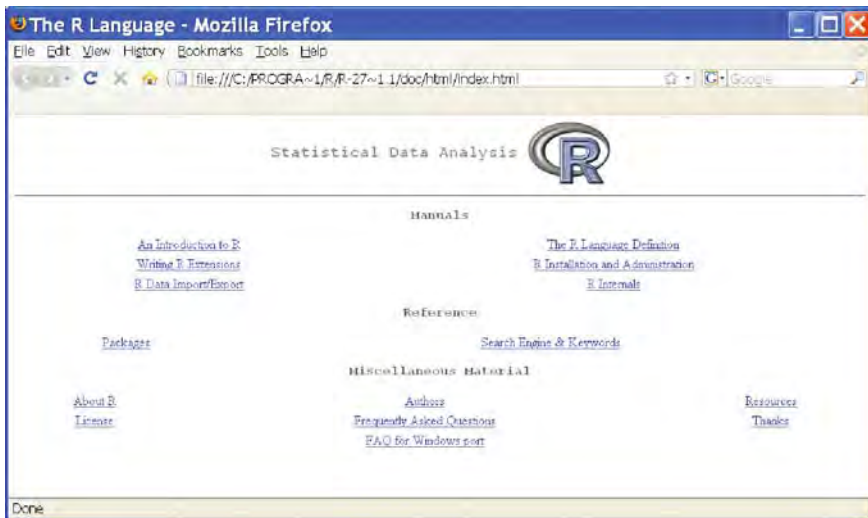 The R Language - Mozilla Firefox
File Edit View History Bookmarks Tools Help
file:///C:/PROGRA~1/R/R-27~1.1/doc/html/index.html Google
Statistical Data Analysis R
Manuals
An Introduction to R The R Language Definition
Writing R Extensions R Installation and Administration
R Data Import/Export R Internals
Reference
Packages Search Engine & Keywords
Miscellaneous Material
About R Authors Resources
License Frequently Asked Questions Thanks
FAQ for Windows port
Done